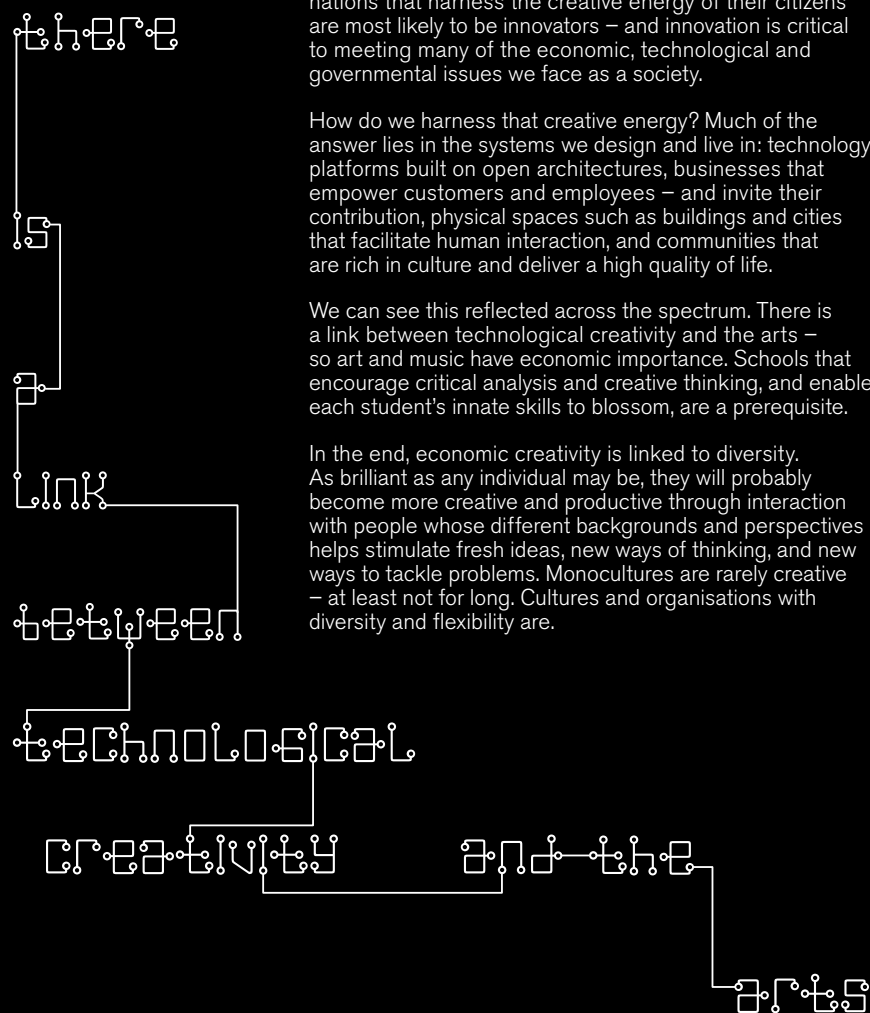 nations that harness the creative energy of their citizens
are most likely to be innovators – and innovation is critical
to meeting many of the economic, technological and
governmental issues we face as a society.
How do we harness that creative energy? Much of the
answer lies in the systems we design and live in: technology
platforms built on open architectures, businesses that
empower customers and employees – and invite their
contribution, physical spaces such as buildings and cities
that facilitate human interaction, and communities that
are rich in culture and deliver a high quality of life.
We can see this reflected across the spectrum. There is
a link between technological creativity and the arts –
so art and music have economic importance. Schools that
encourage critical analysis and creative thinking, and enable
each student's innate skills to blossom, are a prerequisite.
In the end, economic creativity is linked to diversity.
As brilliant as any individual may be, they will probably
become more creative and productive through interaction
with people whose different backgrounds and perspectives
helps stimulate fresh ideas, new ways of thinking, and new
ways to tackle problems. Monocultures are rarely creative
– at least not for long. Cultures and organisations with
diversity and flexibility are.
there
is
a
link
between
technological
creativity and the
arts